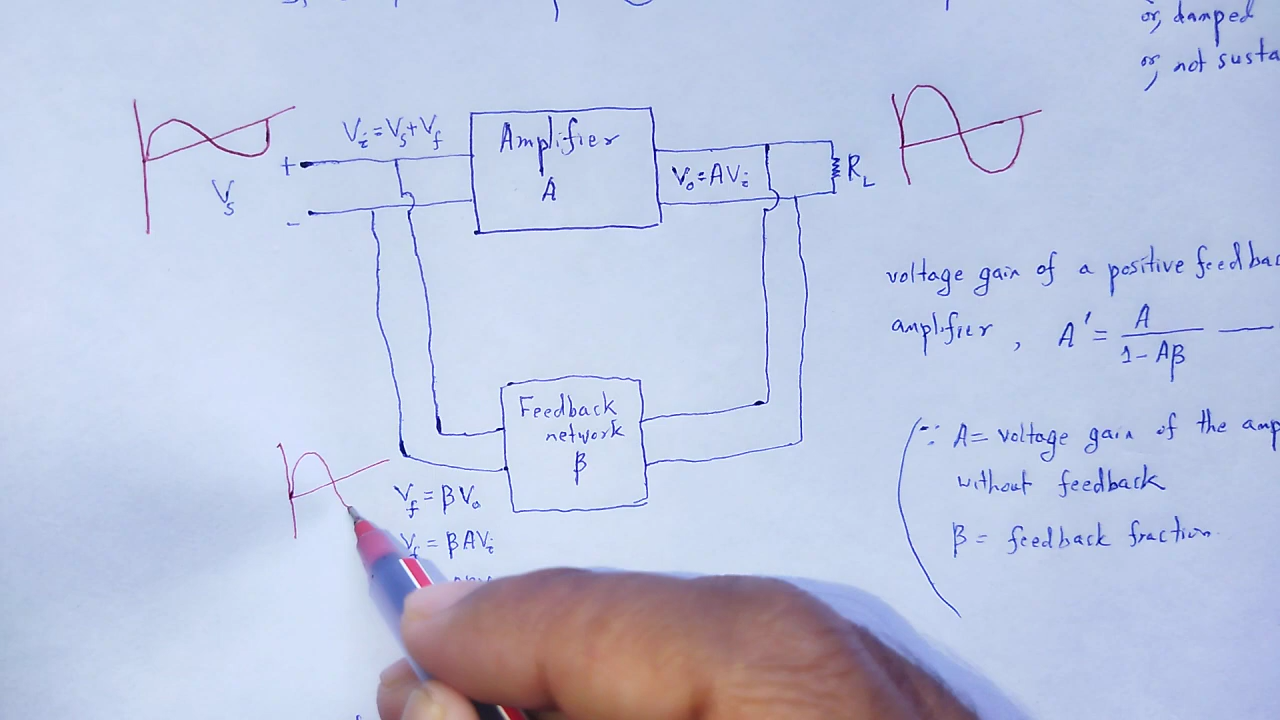 or, damped
or, not susta
Vi = Vs + Vf
Amplifier
A
+
Vs
-
Vo = AVi
RL
voltage gain of a positive feedbac
amplifier , A' = A / 1 - Aβ
Feedback
network
β
Vf = βVo
Vf = βAVi
∵ A = voltage gain of the amp
without feedback
β = feedback fraction.